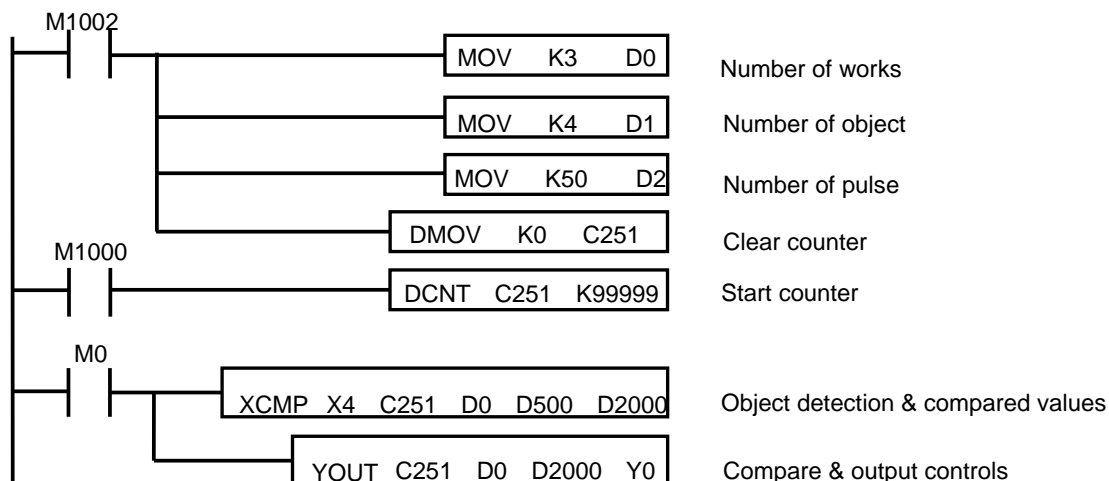 M1002
MOV K3 D0
Number of works
MOV K4 D1
Number of object
MOV K50 D2
Number of pulse
DMOV K0 C251
Clear counter
M1000
DCNT C251 K99999
Start counter
M0
XCMP X4 C251 D0 D500 D2000
Object detection & compared values
YOUT C251 D0 D2000 Y0
Compare & output controls